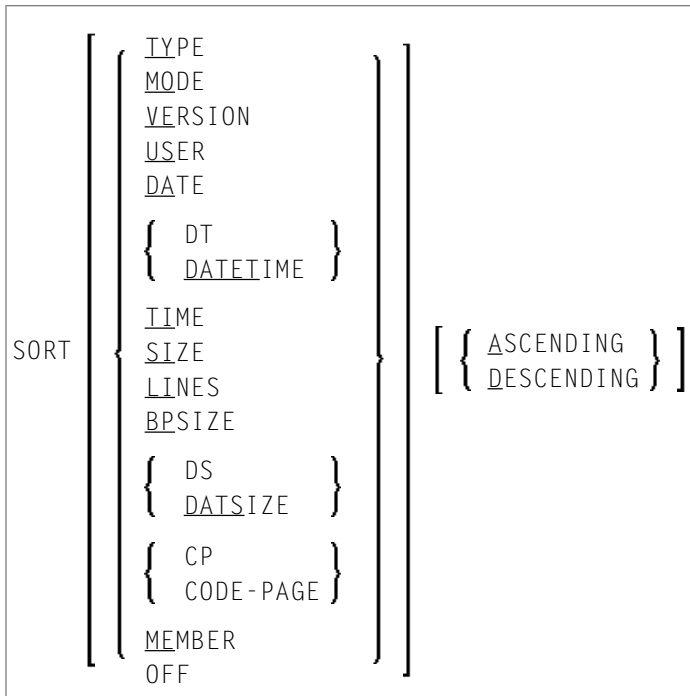 TYPE
MODE
VERSION
USER
DATE
DT
DATETIME
TIME
SORT
SIZE
LINES
BPSIZE
DS
DATSIZE
CP
CODE-PAGE
MEMBER
OFF
ASCENDING
DESCENDING